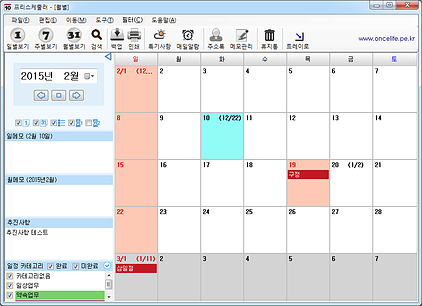 프리스케줄러 - [월별]
파일(F) 편집(E) 이동(M) 도구(T) 필터(C) 도움말(A)
일별보기 주별보기 월별보기 검색 백업 인쇄 특기사항 매일알람 주소록 메모관리 휴지통 트레이로
www.oncelife.pe.kr
2015년 2월
일 월 화 수 목 금 토
2/1 (12... 2 3 4 5 6 7
8 9 10 (12/22) 11 12 13 14
일메모 (2월 10일)
15 16 17 18 19 20 (1/2) 21
구정
월메모 (2015년2월)
22 23 24 25 26 27 28
추진사항
추진사항 테스트
3/1 (1/11) 2 3 4 5 6 7
삼일절
일정 카테고리 완료 미완료
카테고리없음
일상업무
약속업무